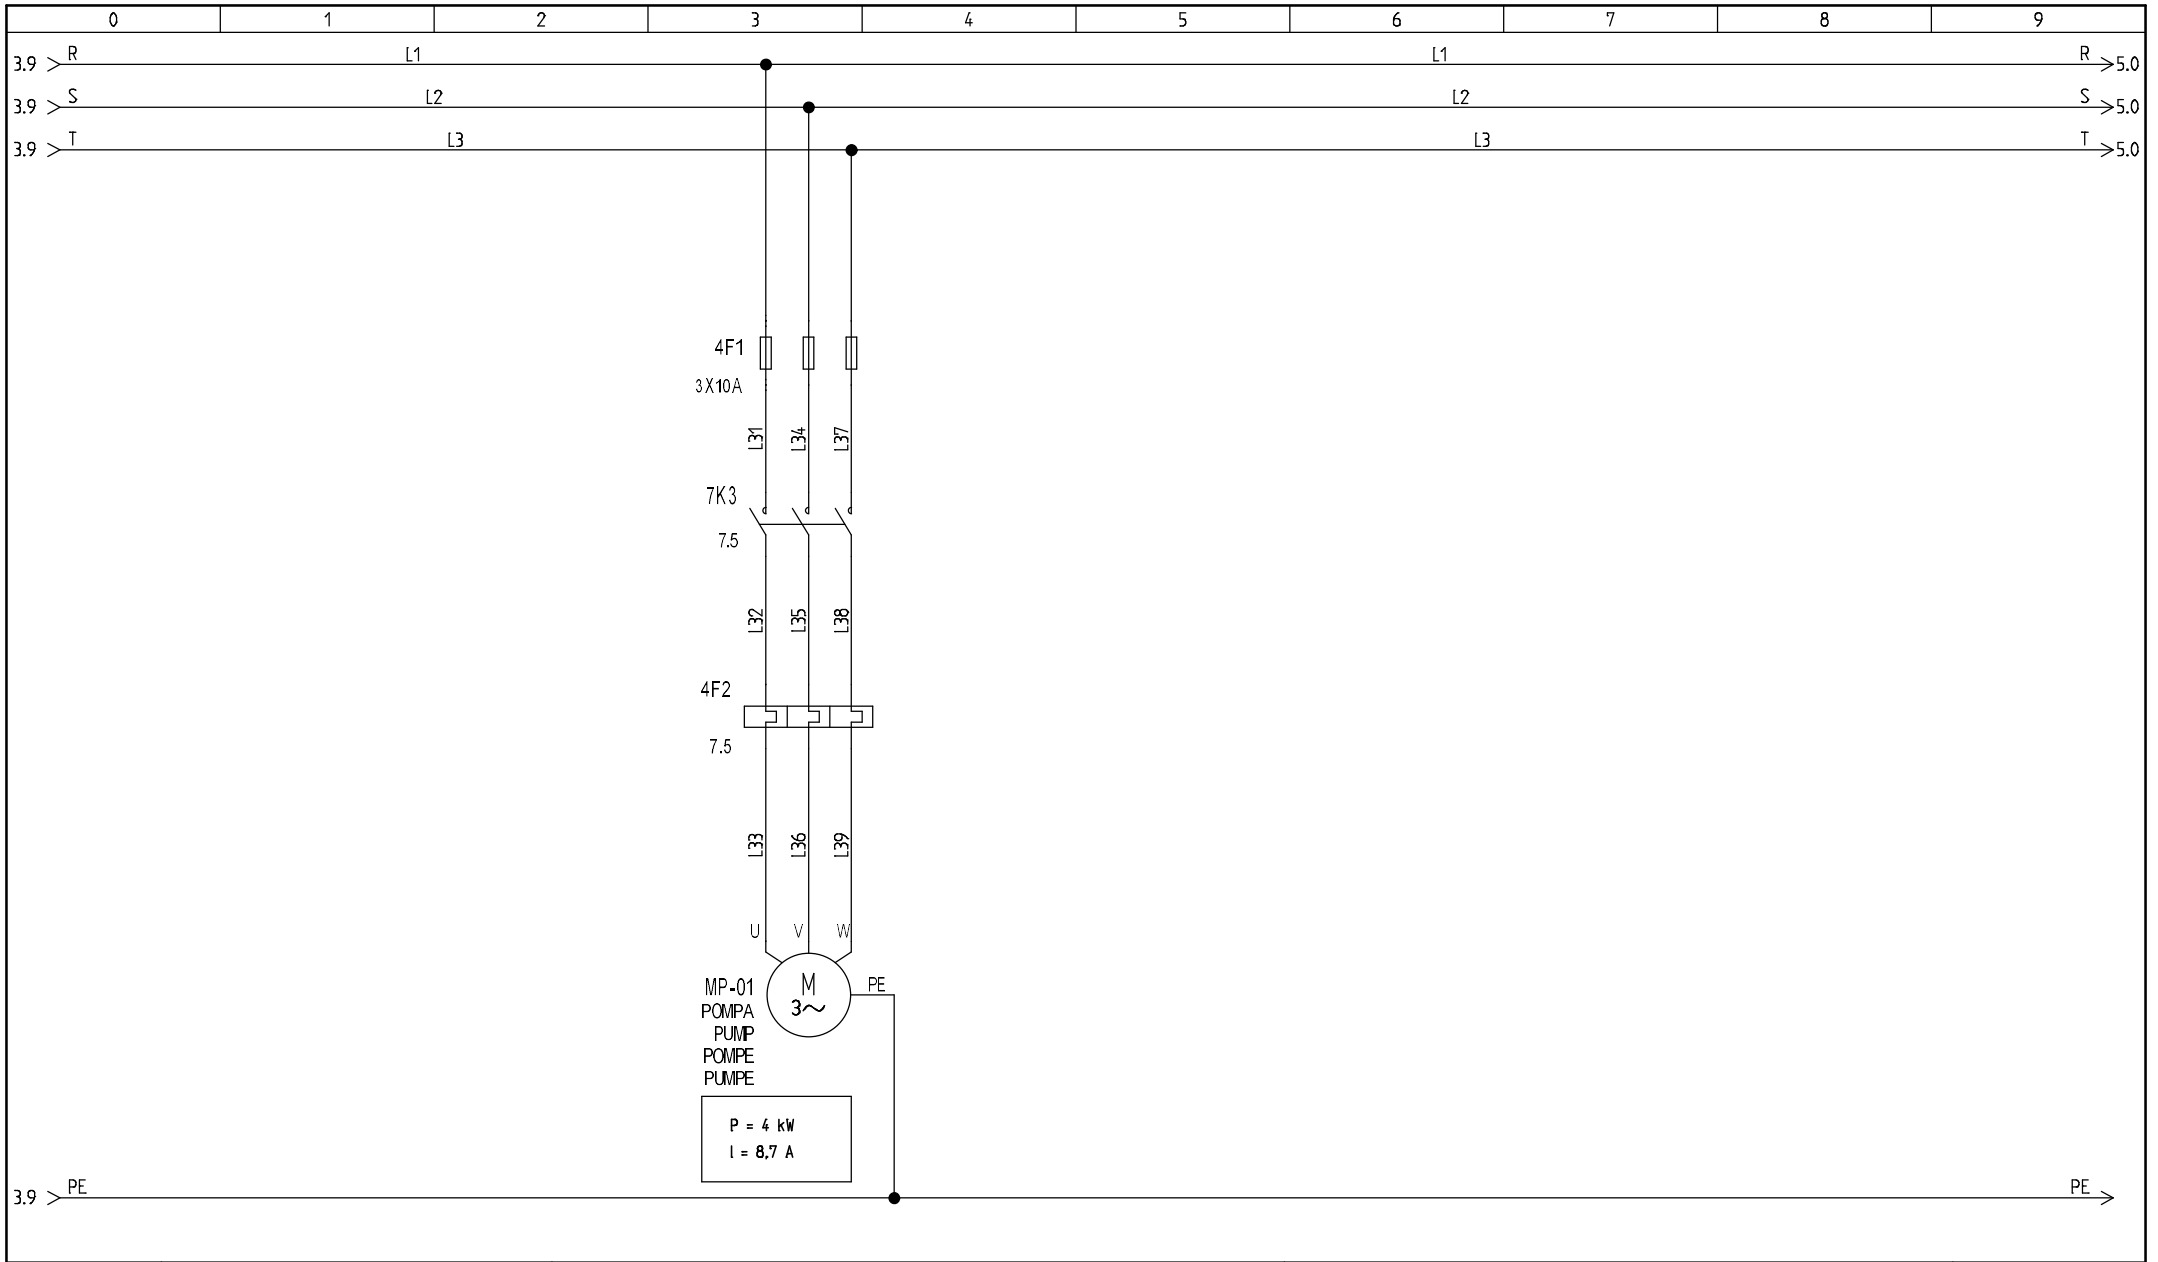 0 1 2 3 4 5 6 7 8 9
3.9 R L1 L1 R 5.0
3.9 S L2 L2 S 5.0
3.9 T L3 L3 T 5.0
4F1
3X10A
L31 L34 L37
7K3
7.5
L32 L35 L38
4F2
7.5
L33 L36 L39
U V W
MP-01
POMPA
PUMP
POMPE
PUMPE
M
3~
PE
P = 4 kW
I = 8,7 A
3.9 PE PE